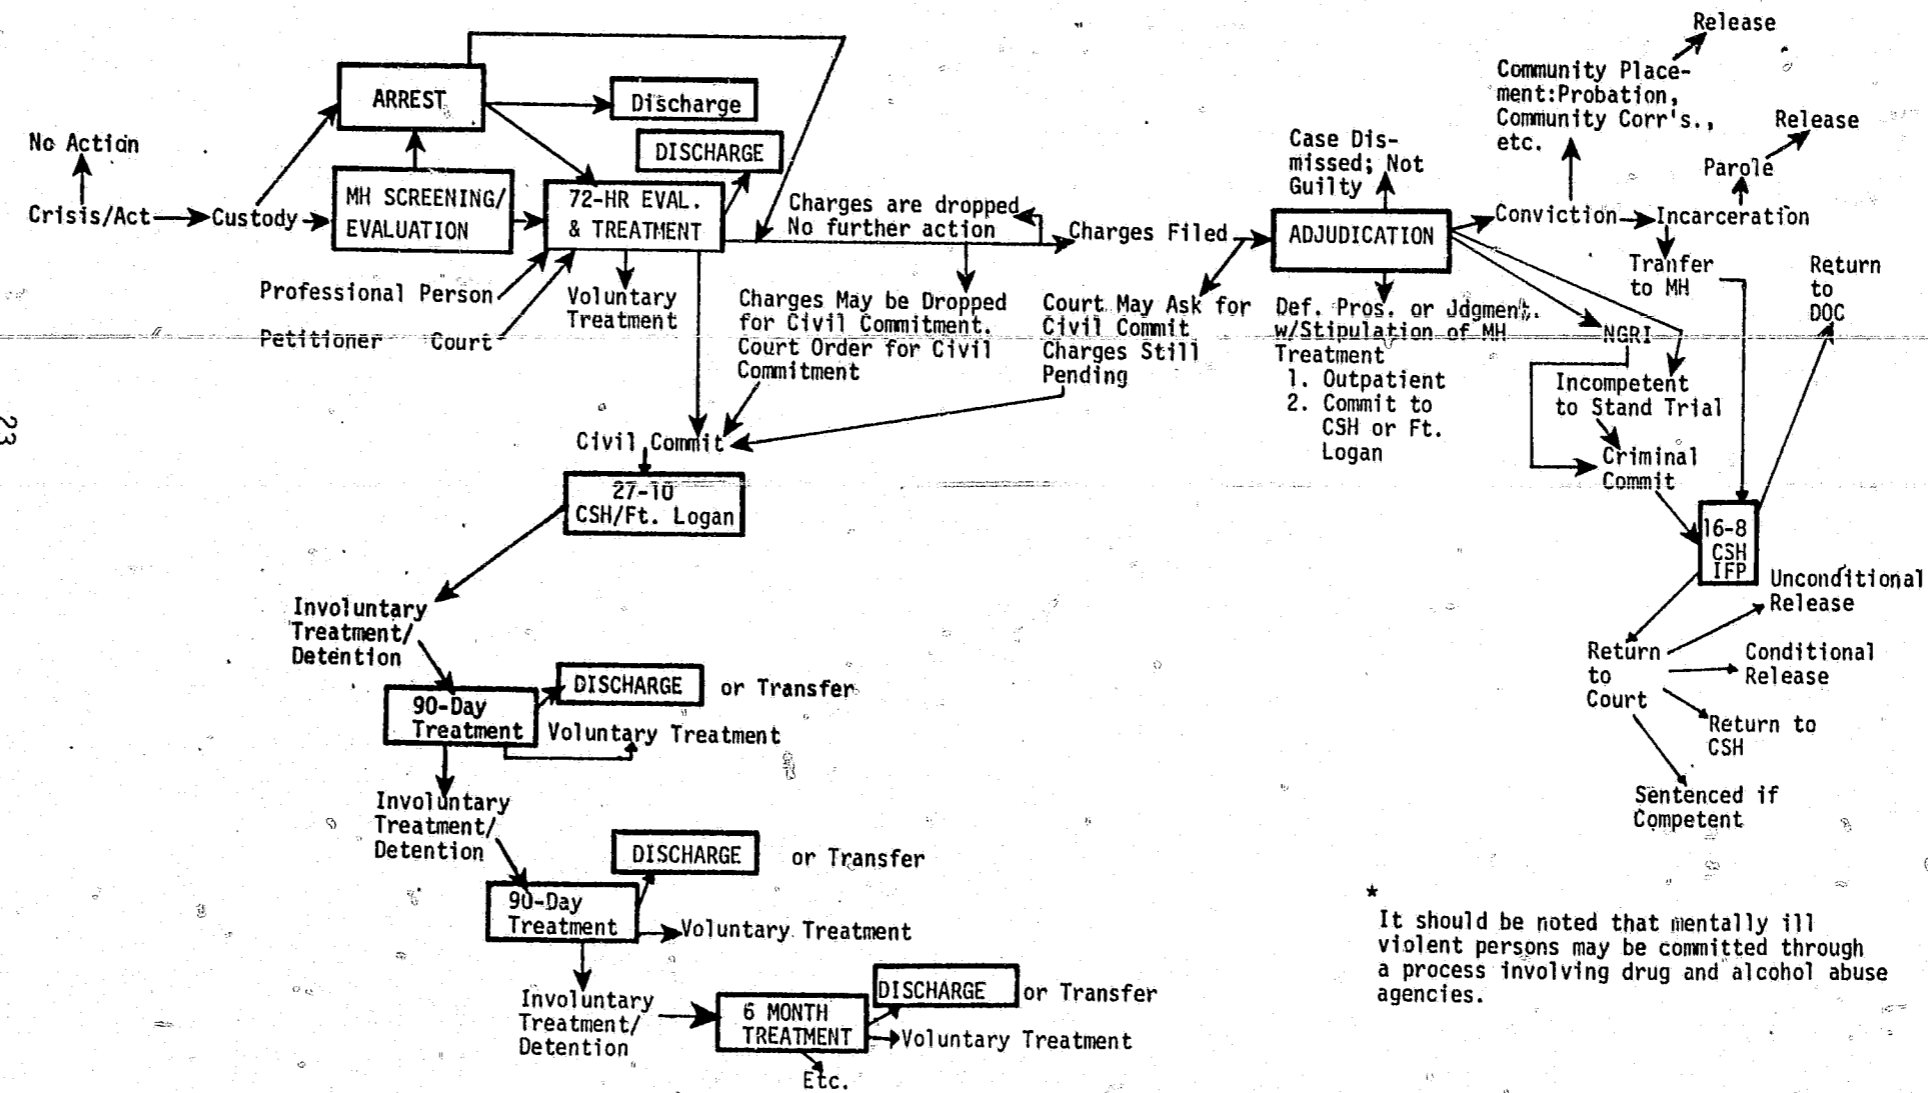 Release
Community Place-
ment:Probation,
Community Corr's.,
etc.
Release
Parole
ARREST
Discharge
DISCHARGE
No Action
Crisis/Act
Custody
MH SCREENING/
EVALUATION
72-HR EVAL.
& TREATMENT
Charges are dropped
No further action
Charges Filed
Case Dis-
missed; Not
Guilty
ADJUDICATION
Conviction
Incarceration
Tranfer
to MH
Return
to
DOC
Professional Person
Petitioner Court
Voluntary
Treatment
Charges May be Dropped
for Civil Commitment.
Court Order for Civil
Commitment
Court May Ask for
Civil Commit
Charges Still
Pending
Def. Pros. or Jdgment.
w/Stipulation of MH
Treatment
1. Outpatient
2. Commit to
CSH or Ft.
Logan
NGRI
Incompetent
to Stand Trial
Criminal
Commit
23
Civil Commit
27-10
CSH/Ft. Logan
16-8
CSH
IFP
Unconditional
Release
Return
to
Court
Conditional
Release
Return to
CSH
Sentenced if
Competent
Involuntary
Treatment/
Detention
90-Day
Treatment
DISCHARGE or Transfer
Voluntary Treatment
Involuntary
Treatment/
Detention
90-Day
Treatment
DISCHARGE or Transfer
Voluntary Treatment
Involuntary
Treatment/
Detention
6 MONTH
TREATMENT
DISCHARGE or Transfer
Voluntary Treatment
Etc.
*
It should be noted that mentally ill
violent persons may be committed through
a process involving drug and alcohol abuse
agencies.